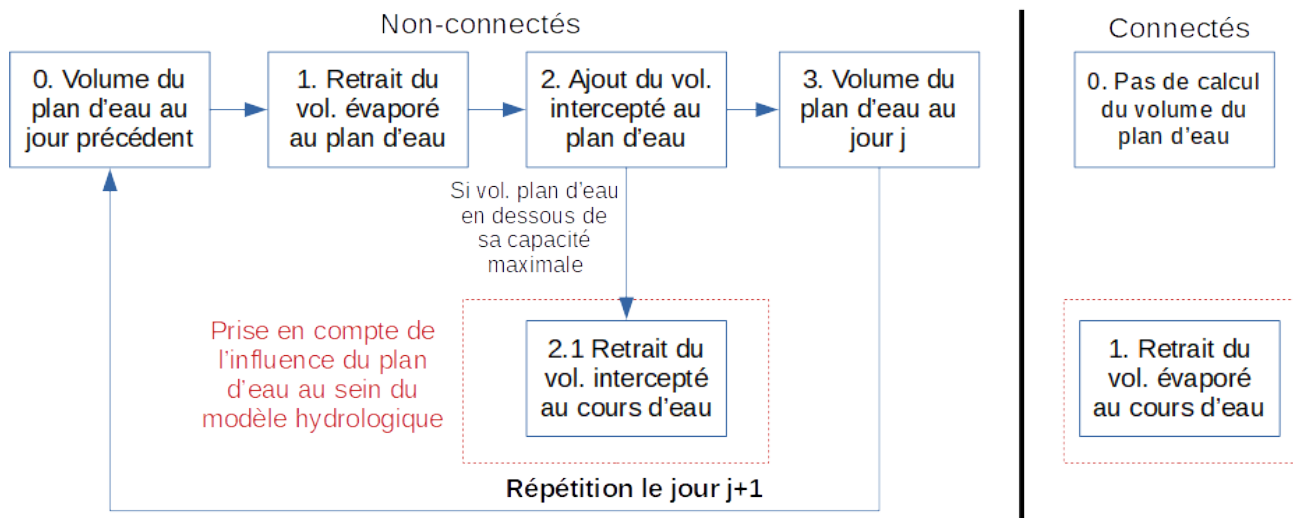 Non-connectés
0. Volume du
plan d'eau au
jour précédent
1. Retrait du
vol. évaporé
au plan d'eau
2. Ajout du vol.
intercepté au
plan d'eau
3. Volume du
plan d'eau au
jour j
Si vol. plan d'eau
en dessous de
sa capacité
maximale
Prise en compte de
l'influence du plan
d'eau au sein du
modèle hydrologique
2.1 Retrait du
vol. intercepté
au cours d'eau
Répétition le jour j+1
Connectés
0. Pas de calcul
du volume du
plan d'eau
1. Retrait du
vol. évaporé
au cours d'eau